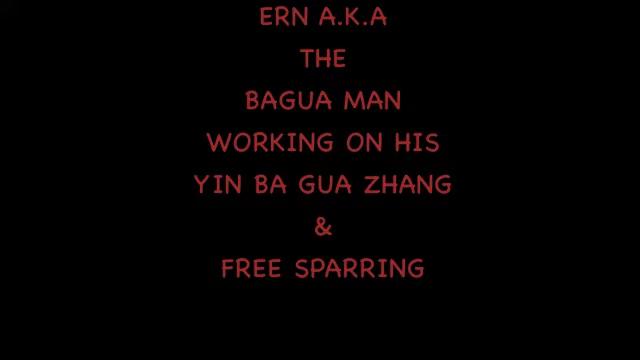 ERN A.K.A
THE
BAGUA MAN
WORKING ON HIS
YIN BA GUA ZHANG
&
FREE SPARRING